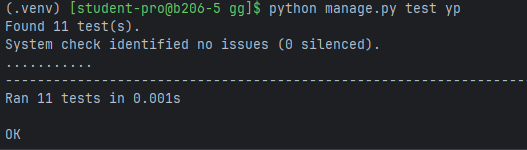 (.venv) [student-pro@b206-5 gg]$ python manage.py test yp
Found 11 test(s).
System check identified no issues (0 silenced).
...........
----------------------------------------------------------------------
Ran 11 tests in 0.001s
OK